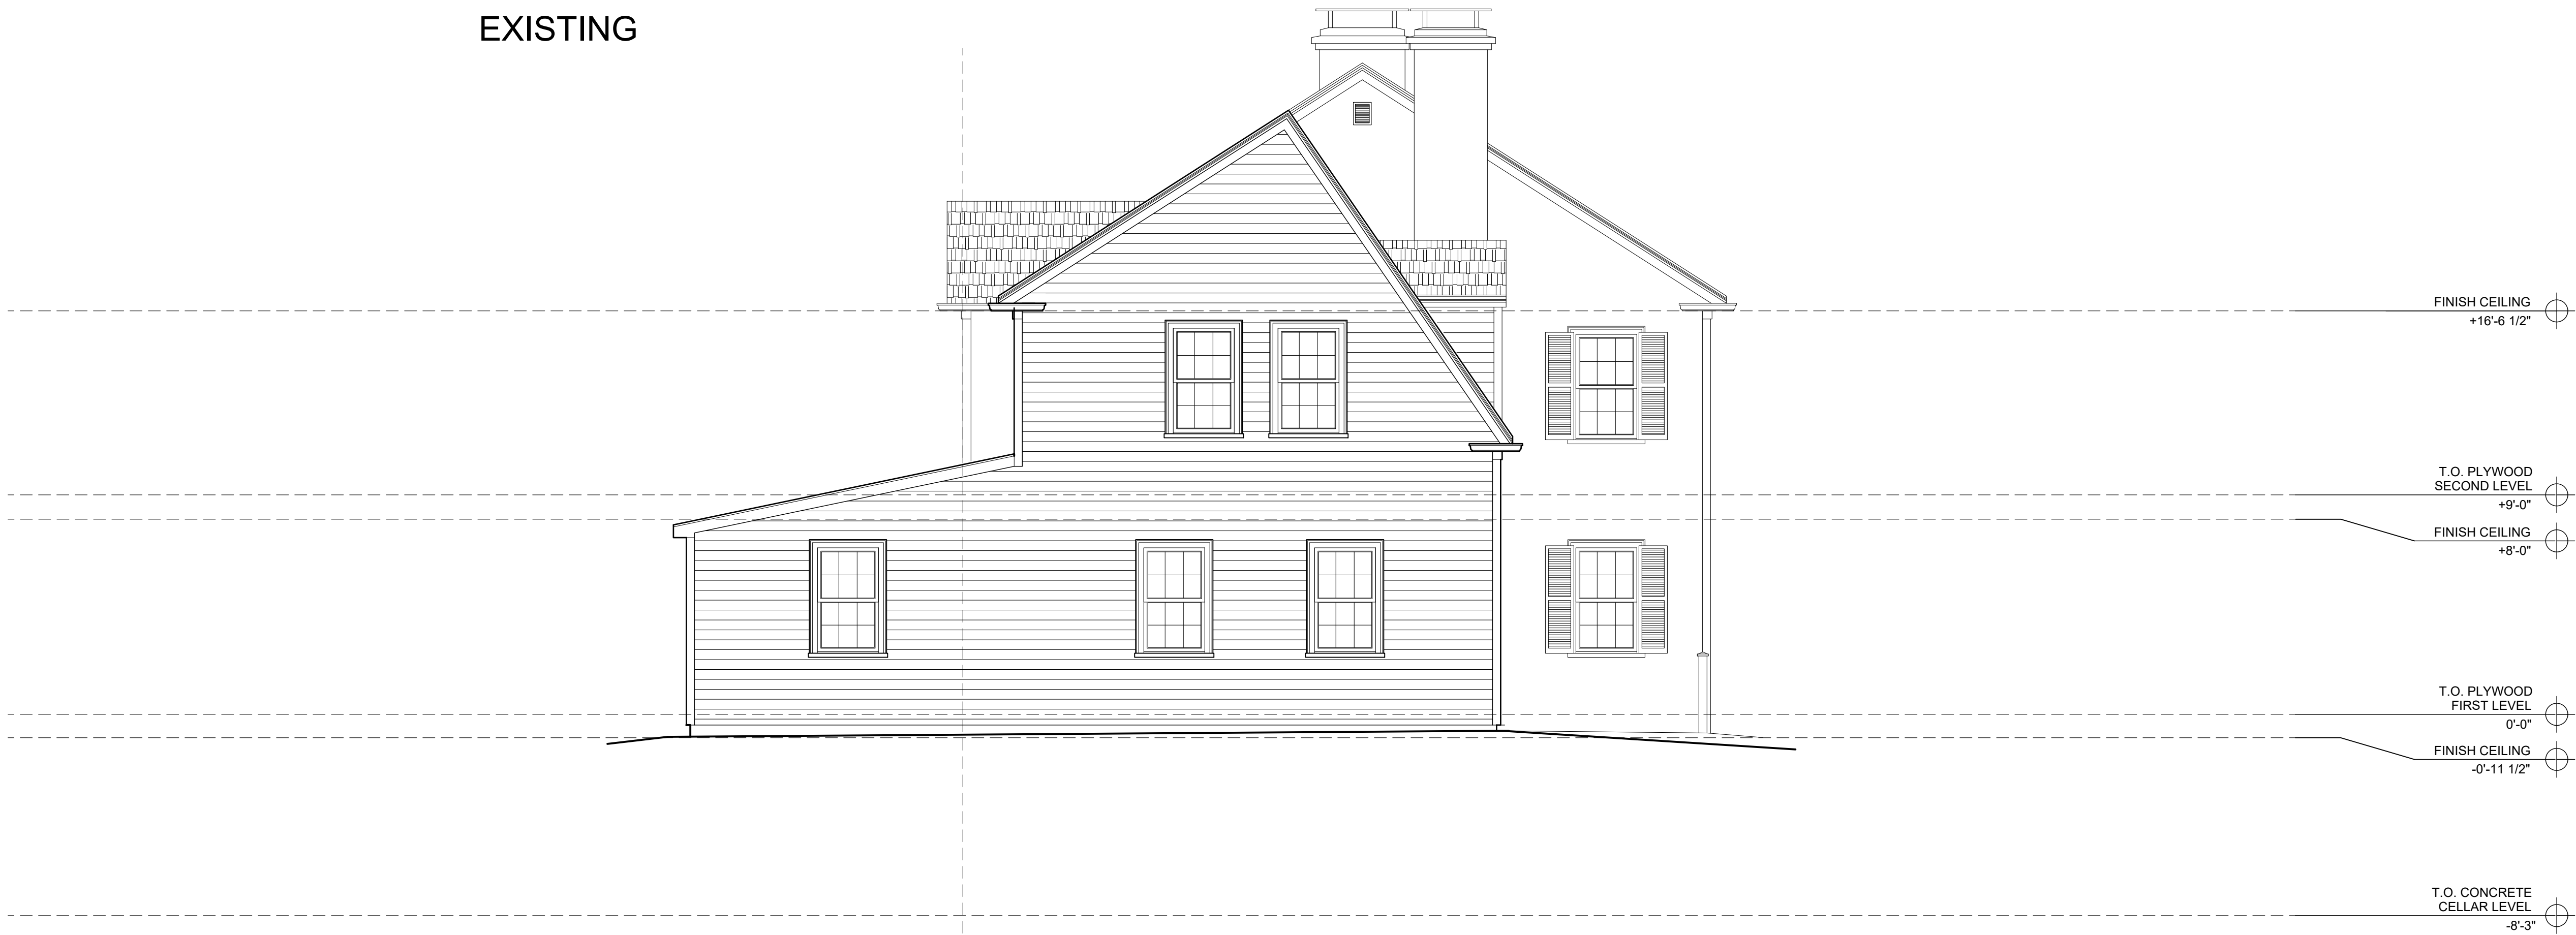 EXISTING
FINISH CEILING
+16'-6 1/2"
T.O. PLYWOOD
SECOND LEVEL
+9'-0"
FINISH CEILING
+8'-0"
T.O. PLYWOOD
FIRST LEVEL
0'-0"
FINISH CEILING
-0'-11 1/2"
T.O. CONCRETE
CELLAR LEVEL
-8'-3"